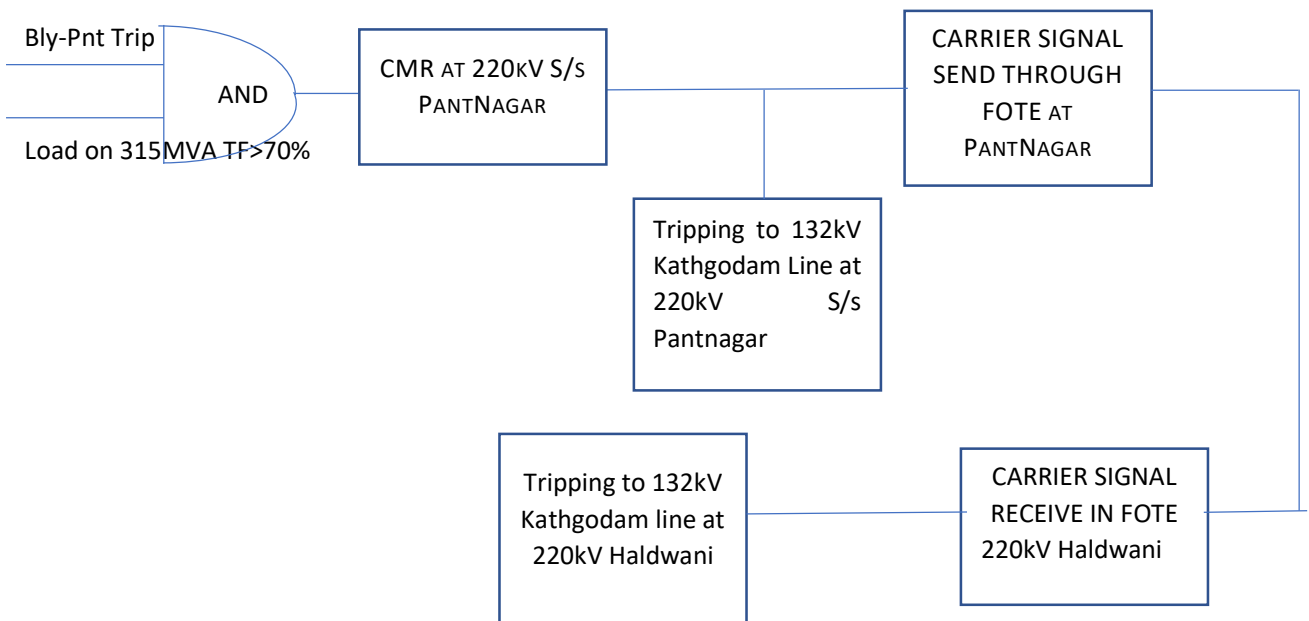 Bly-Pnt Trip
AND
Load on 315MVA TF>70%
CMR AT 220KV S/S
PANTNAGAR
CARRIER SIGNAL
SEND THROUGH
FOTE AT
PANTNAGAR
Tripping to 132kV
Kathgodam Line at
220kV S/s
Pantnagar
Tripping to 132kV
Kathgodam line at
220kV Haldwani
CARRIER SIGNAL
RECEIVE IN FOTE
220kV Haldwani